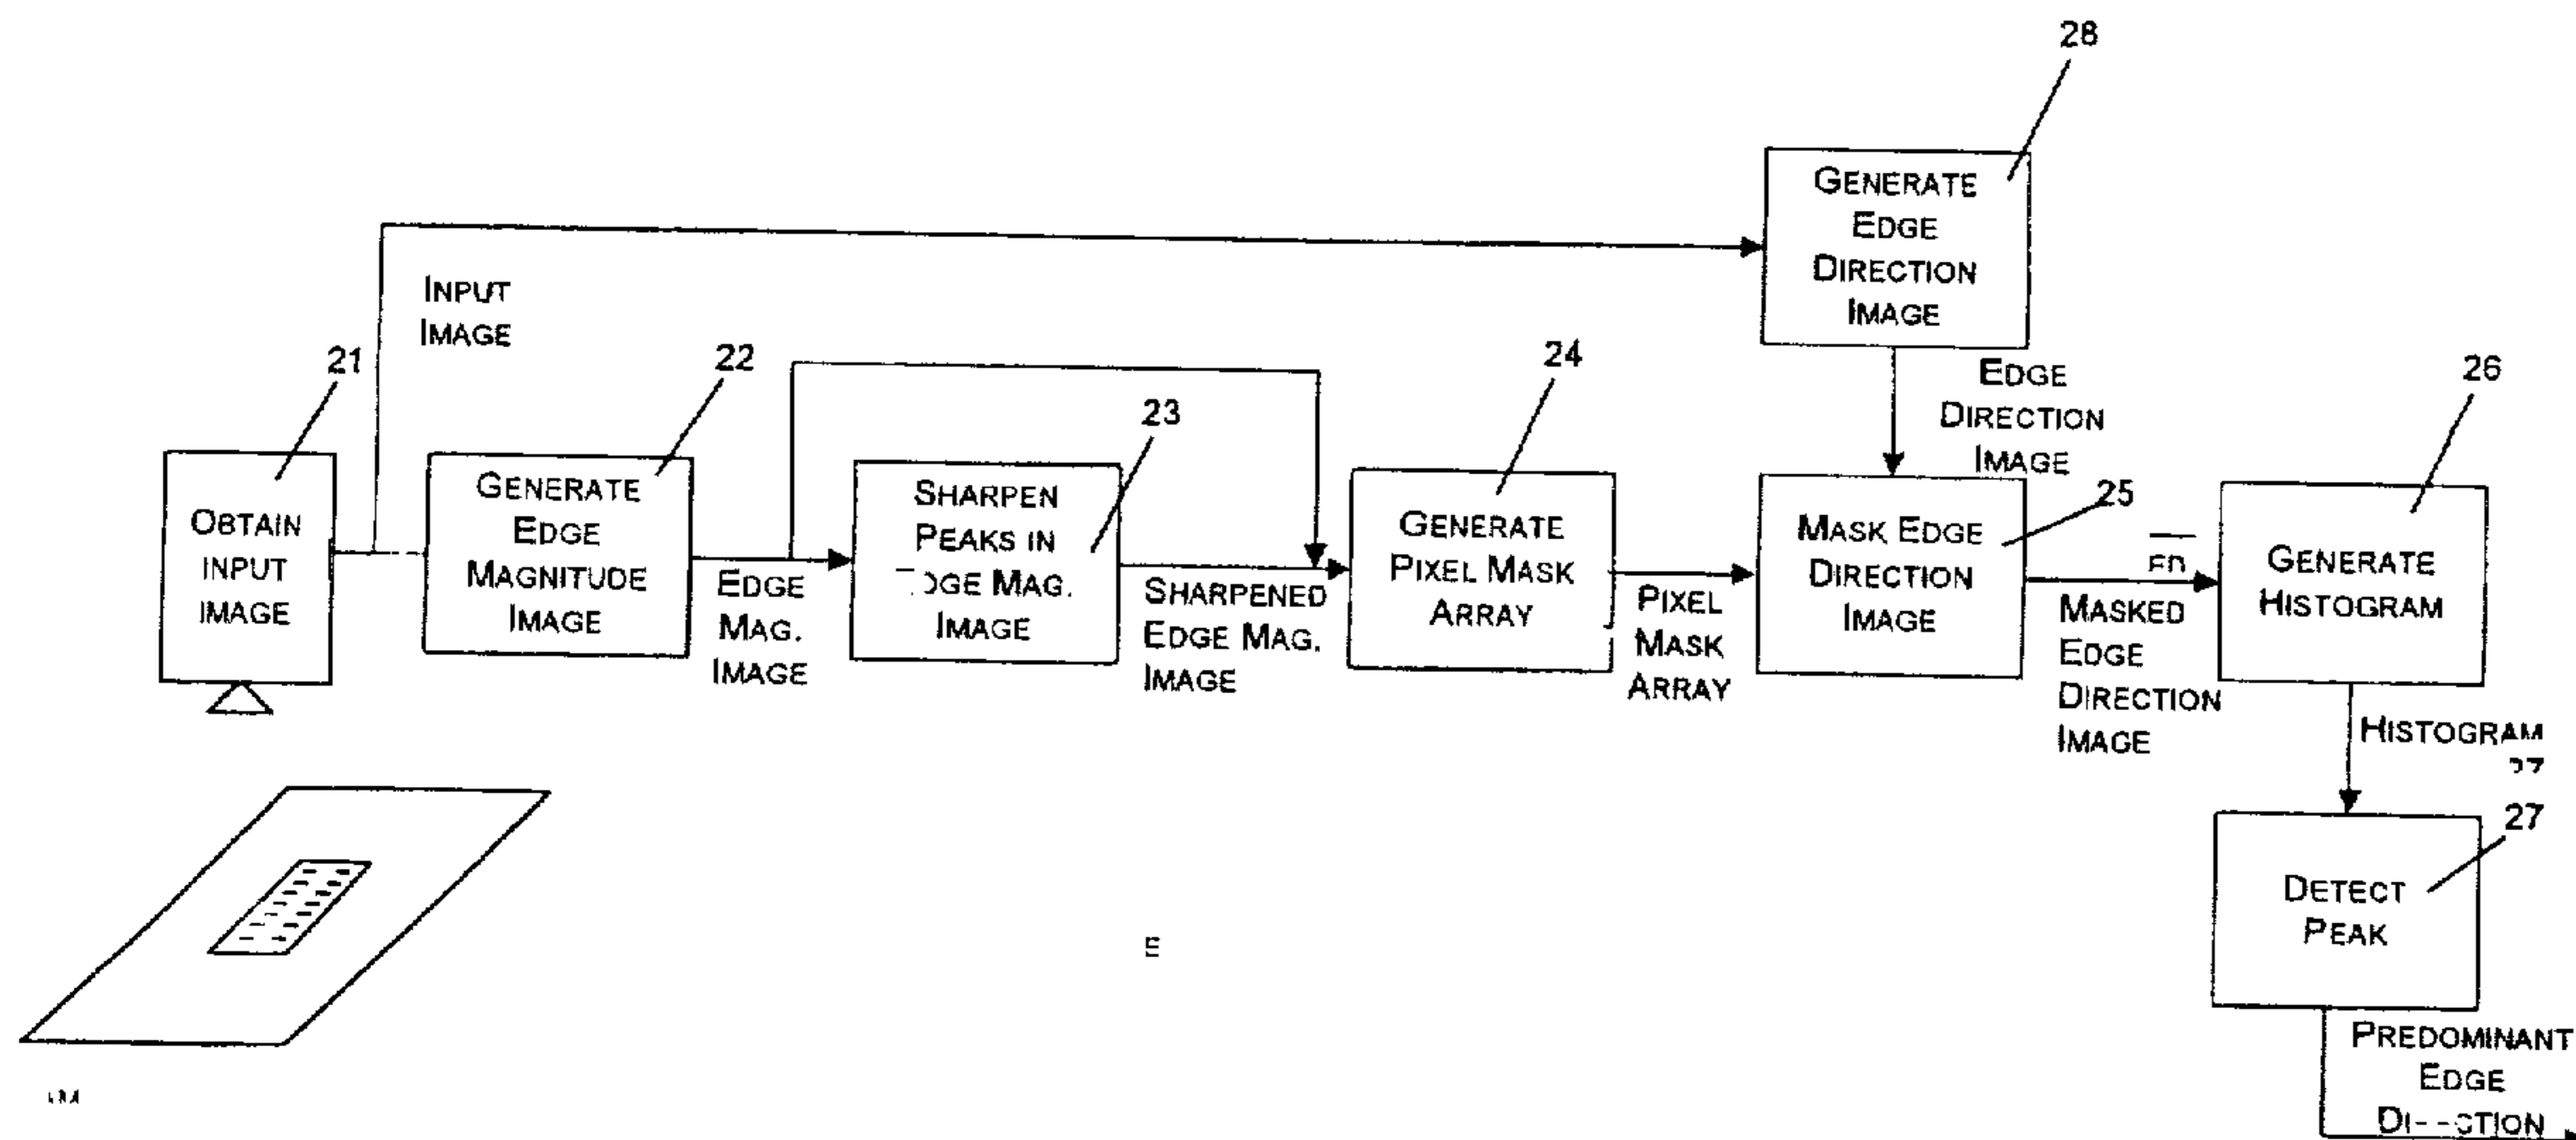 28
GENERATE
EDGE
DIRECTION
IMAGE
INPUT
IMAGE
21
22
23
24
EDGE
DIRECTION
IMAGE
26
OBTAIN
INPUT
IMAGE
GENERATE
EDGE
MAGNITUDE
IMAGE
EDGE
MAG.
IMAGE
SHARPEN
PEAKS IN
MAG.
IMAGE
SHARPENED
EDGE MAG.
IMAGE
GENERATE
PIXEL MASK
ARRAY
PIXEL
MASK
ARRAY
25
MASK EDGE
DIRECTION
IMAGE
MASKED
EDGE
DIRECTION
IMAGE
GENERATE
HISTOGRAM
HISTOGRAM
27
DETECT
PEAK
E
PREDOMINANT
EDGE